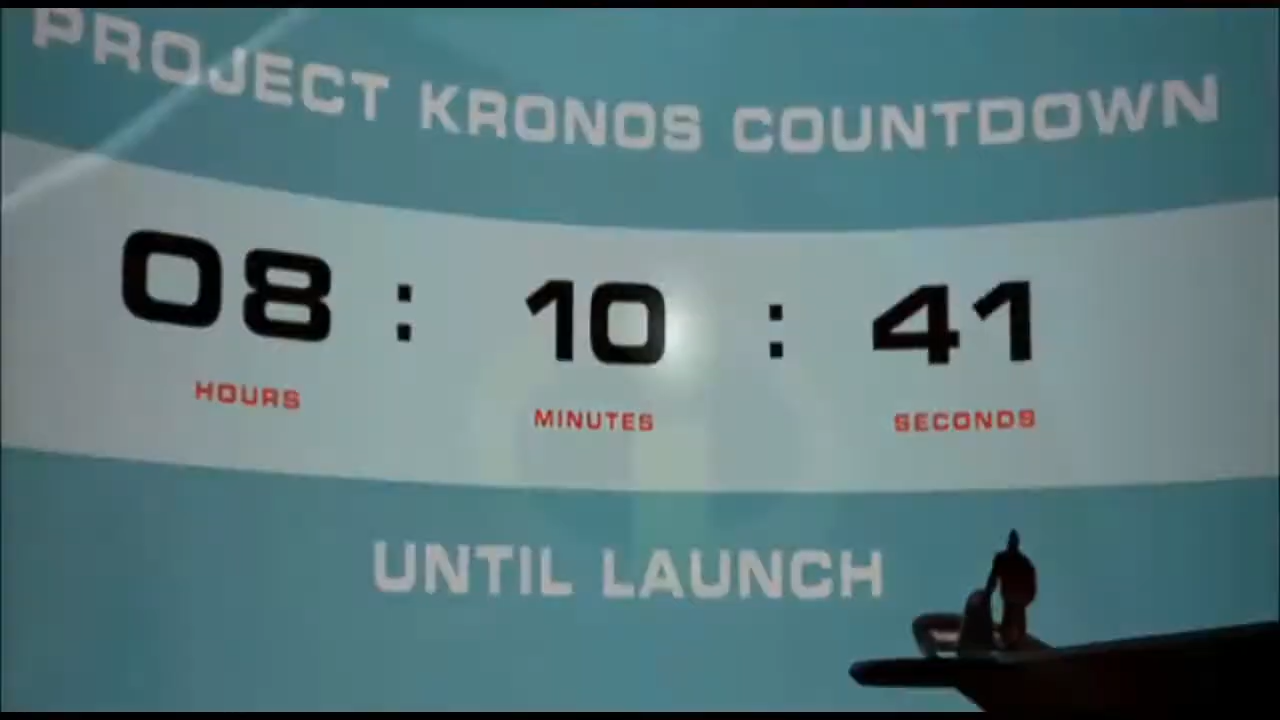 PROJECT KRONOS COUNTDOWN
08 : 10 : 41
HOURS MINUTES SECONDS
UNTIL LAUNCH